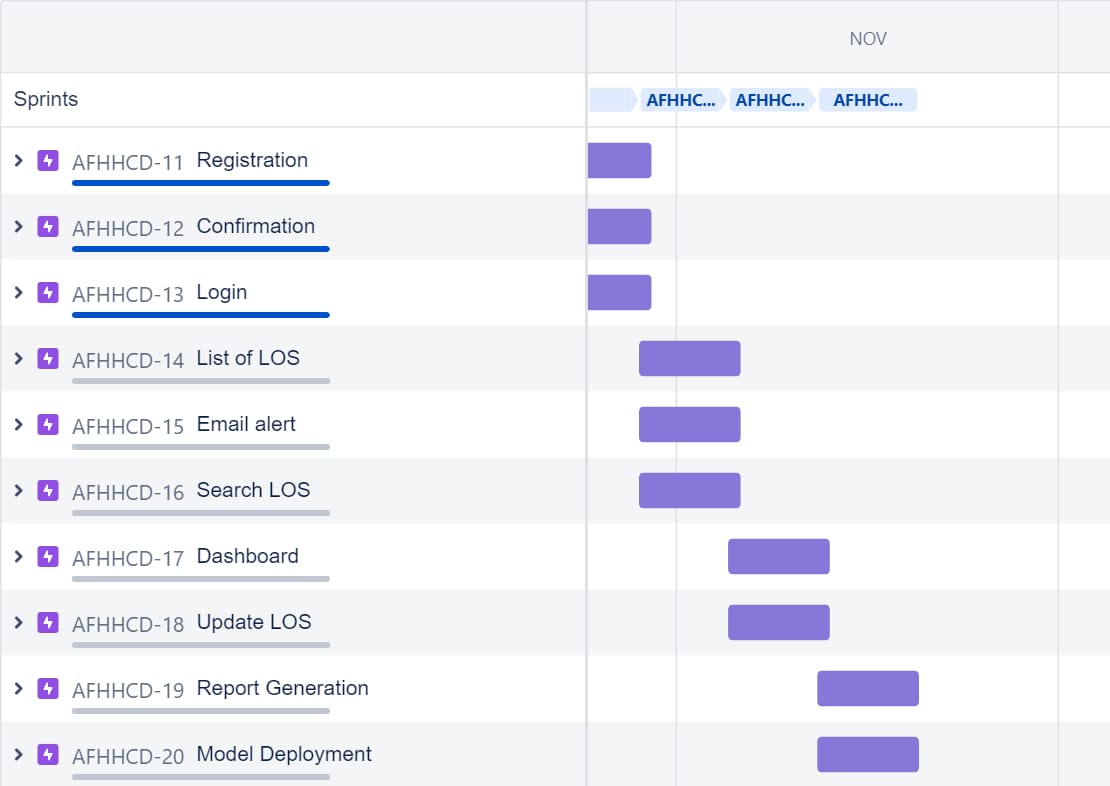 NOV
Sprints AFHHC... AFHHC... AFHHC...
AFHHCD-11 Registration
AFHHCD-12 Confirmation
AFHHCD-13 Login
AFHHCD-14 List of LOS
AFHHCD-15 Email alert
AFHHCD-16 Search LOS
AFHHCD-17 Dashboard
AFHHCD-18 Update LOS
AFHHCD-19 Report Generation
AFHHCD-20 Model Deployment